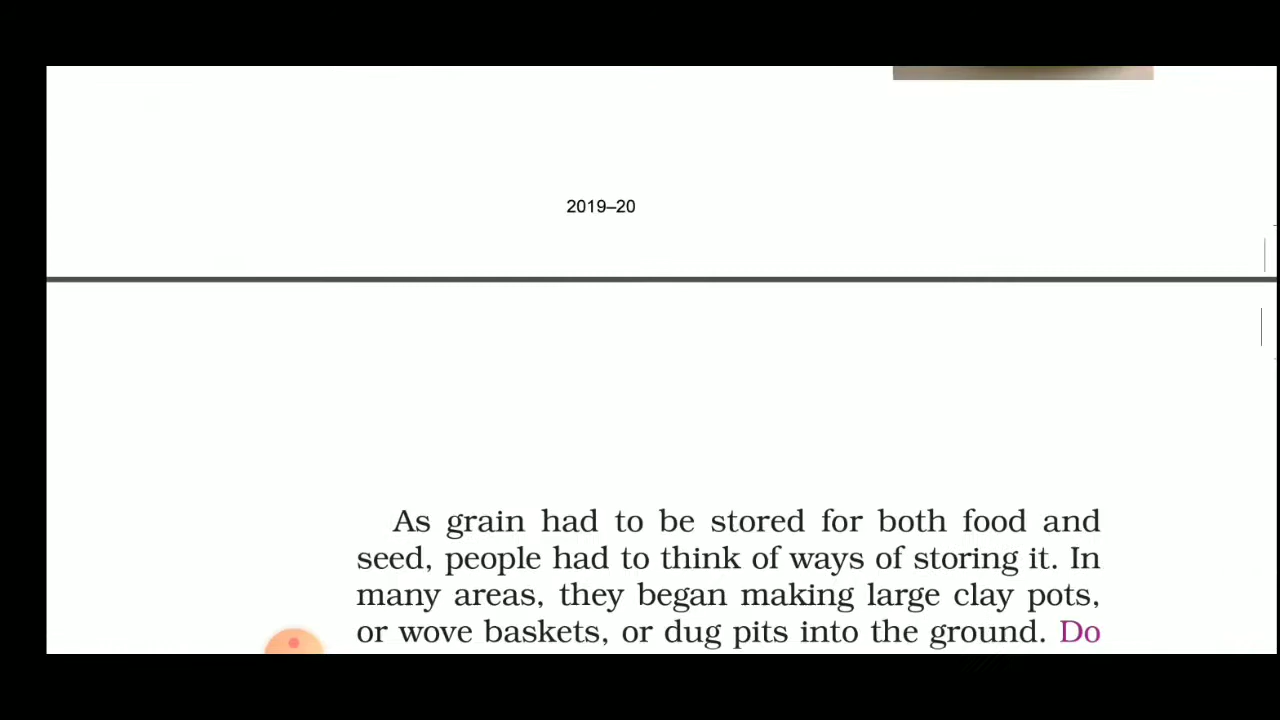 2019–20
As grain had to be stored for both food and
seed, people had to think of ways of storing it. In
many areas, they began making large clay pots,
or wove baskets, or dug pits into the ground. Do